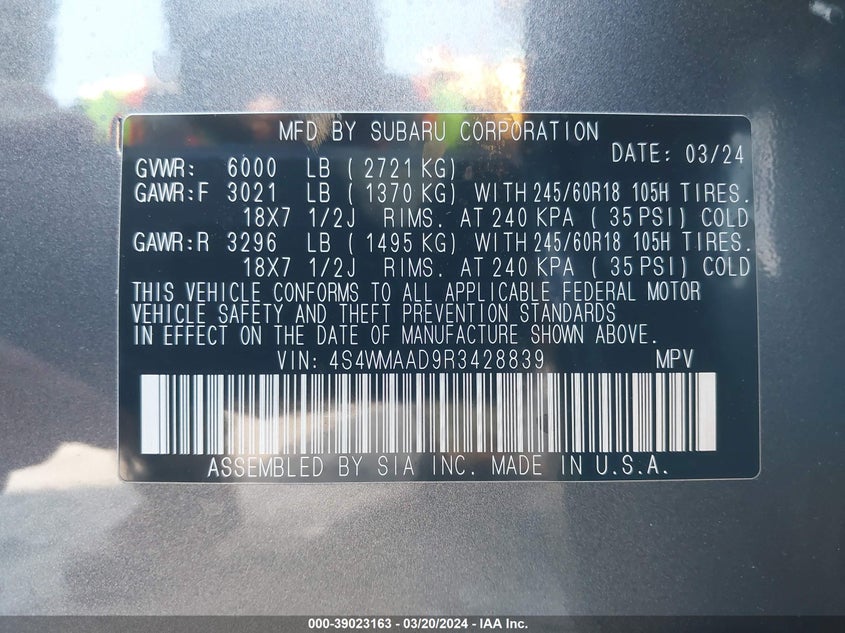 MFD BY SUBARU CORPORATION
DATE: 03/24
GVWR: 6000 LB ( 2721 KG)
GAWR:F 3021 LB ( 1370 KG) WITH 245/60R18 105H TIRES.
18X7 1/2J RIMS. AT 240 KPA ( 35 PSI) COLD
GAWR:R 3296 LB ( 1495 KG) WITH 245/60R18 105H TIRES.
18X7 1/2J RIMS. AT 240 KPA ( 35 PSI) COLD
THIS VEHICLE CONFORMS TO ALL APPLICABLE FEDERAL MOTOR
VEHICLE SAFETY AND THEFT PREVENTION STANDARDS
IN EFFECT ON THE DATE OF MANUFACTURE SHOWN ABOVE.
VIN: 4S4WMAAD9R3428839 MPV
ASSEMBLED BY SIA INC. MADE IN U.S.A.
000-39023163 - 03/20/2024 - IAA Inc.